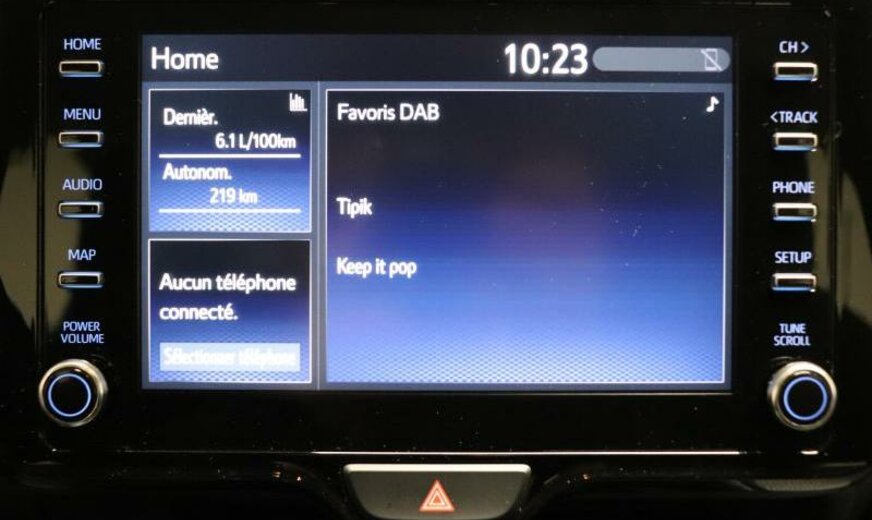 HOME
MENU
AUDIO
MAP
POWER
VOLUME
Home
10:23
Dernièr.
6.1 L/100km
Autonom.
219 km
Aucun téléphone
connecté.
Sélectionner téléphone
Favoris DAB
Tipik
Keep it pop
CH >
<TRACK
PHONE
SETUP
TUNE
SCROLL